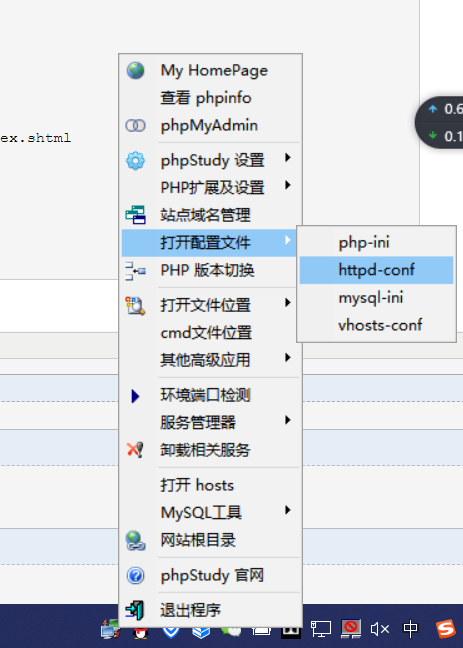 My HomePage
查看 phpinfo
phpMyAdmin
ex.shtml
phpStudy 设置
PHP扩展及设置
站点域名管理
打开配置文件
PHP 版本切换
打开文件位置
cmd文件位置
其他高级应用
环境端口检测
服务管理器
卸载相关服务
打开 hosts
MySQL工具
网站根目录
phpStudy 官网
退出程序
php-ini
httpd-conf
mysql-ini
vhosts-conf
0.6
0.1
中